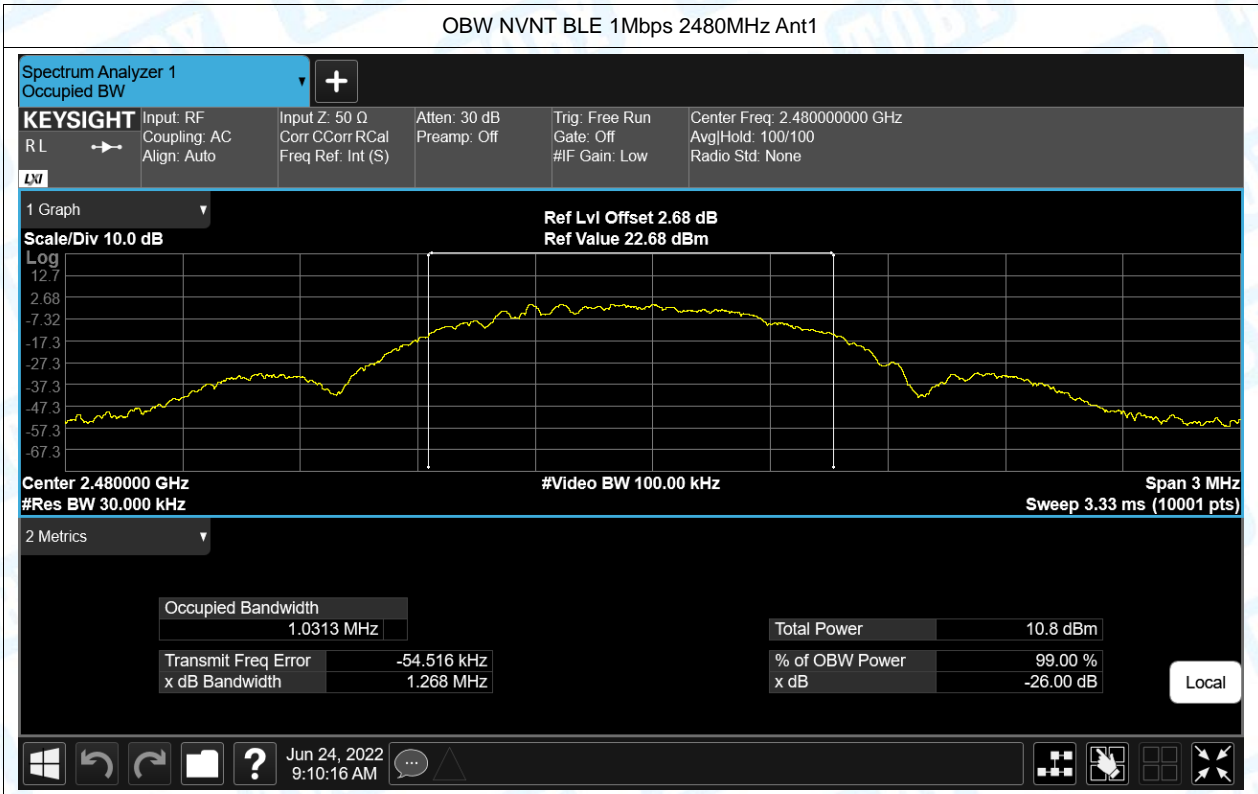 OBW NVNT BLE 1Mbps 2480MHz Ant1
Spectrum Analyzer 1
Occupied BW
KEYSIGHT
R L
LXI
Input: RF
Coupling: AC
Align: Auto
Input Z: 50 Ω
Corr CCorr RCal
Freq Ref: Int (S)
Atten: 30 dB
Preamp: Off
Trig: Free Run
Gate: Off
#IF Gain: Low
Center Freq: 2.480000000 GHz
Avg|Hold: 100/100
Radio Std: None
1 Graph
Scale/Div 10.0 dB
Ref Lvl Offset 2.68 dB
Ref Value 22.68 dBm
Log
12.7
2.68
-7.32
-17.3
-27.3
-37.3
-47.3
-57.3
-67.3
Center 2.480000 GHz
#Res BW 30.000 kHz
#Video BW 100.00 kHz
Span 3 MHz
Sweep 3.33 ms (10001 pts)
2 Metrics
Occupied Bandwidth
1.0313 MHz
Transmit Freq Error -54.516 kHz
x dB Bandwidth 1.268 MHz
Total Power 10.8 dBm
% of OBW Power 99.00 %
x dB -26.00 dB
Local
?
Jun 24, 2022
9:10:16 AM